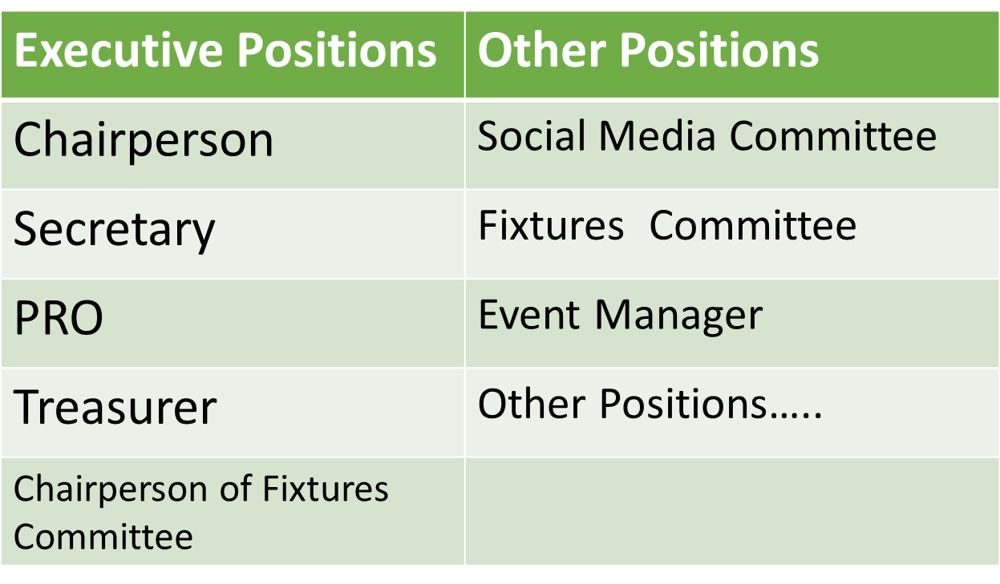 Executive Positions
Other Positions
Chairperson
Social Media Committee
Secretary
Fixtures  Committee
PRO
Event Manager
Treasurer
Other Positions.....
Chairperson of Fixtures
Committee